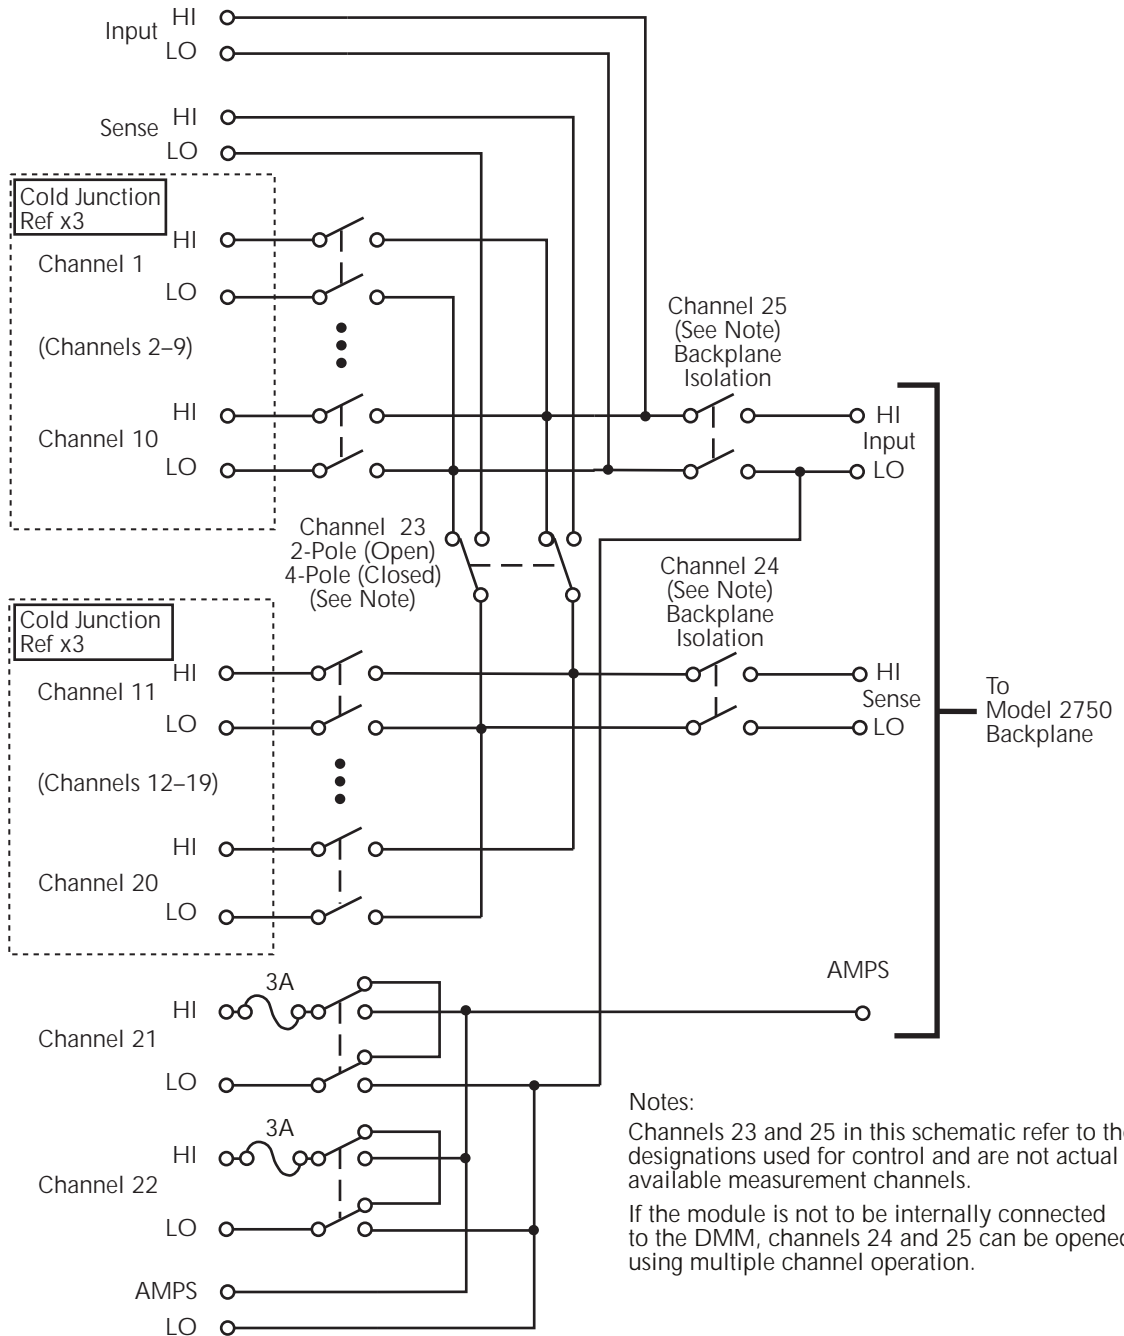 HI
Input
LO
HI
Sense
LO
Cold Junction
Ref x3
HI
Channel 1
LO
(Channels 2–9)
HI
Channel 10
LO
Channel 25
(See Note)
Backplane
Isolation
HI
Input
LO
Channel 23
2-Pole (Open)
4-Pole (Closed)
(See Note)
Channel 24
(See Note)
Backplane
Isolation
Cold Junction
Ref x3
HI
Channel 11
LO
(Channels 12–19)
HI
Channel 20
LO
HI
Sense
LO
To
Model 2750
Backplane
AMPS
3A
HI
Channel 21
LO
3A
HI
Channel 22
LO
AMPS
LO
Notes:
Channels 23 and 25 in this schematic refer to the
designations used for control and are not actual
available measurement channels.
If the module is not to be internally connected
to the DMM, channels 24 and 25 can be opened
using multiple channel operation.